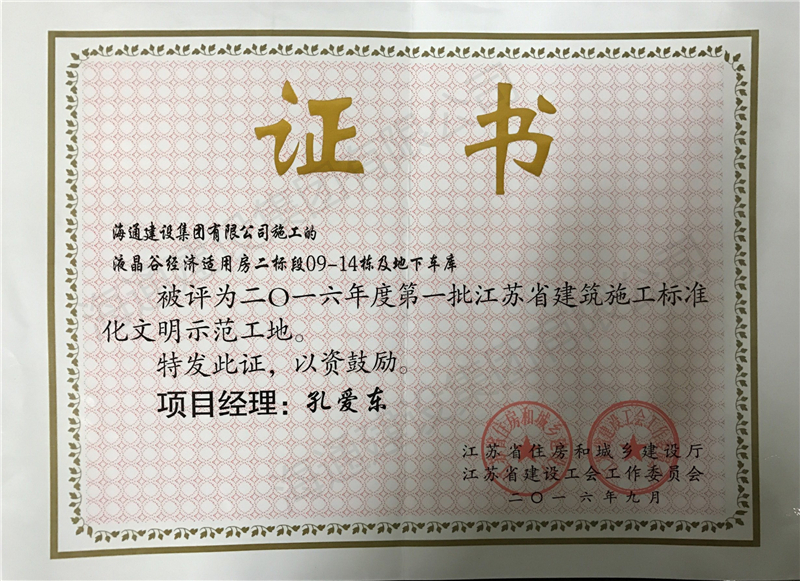 证书
海通建设集团有限公司施工的
液晶谷经济适用房二标段09-14栋及地下车库
被评为二〇一六年度第一批江苏省建筑施工标准
化文明示范工地。
特发此证，以资鼓励。
项目经理：孔爱东
江苏省住房和城乡建设厅
江苏省建设工会工作委员会
二〇一六年九月